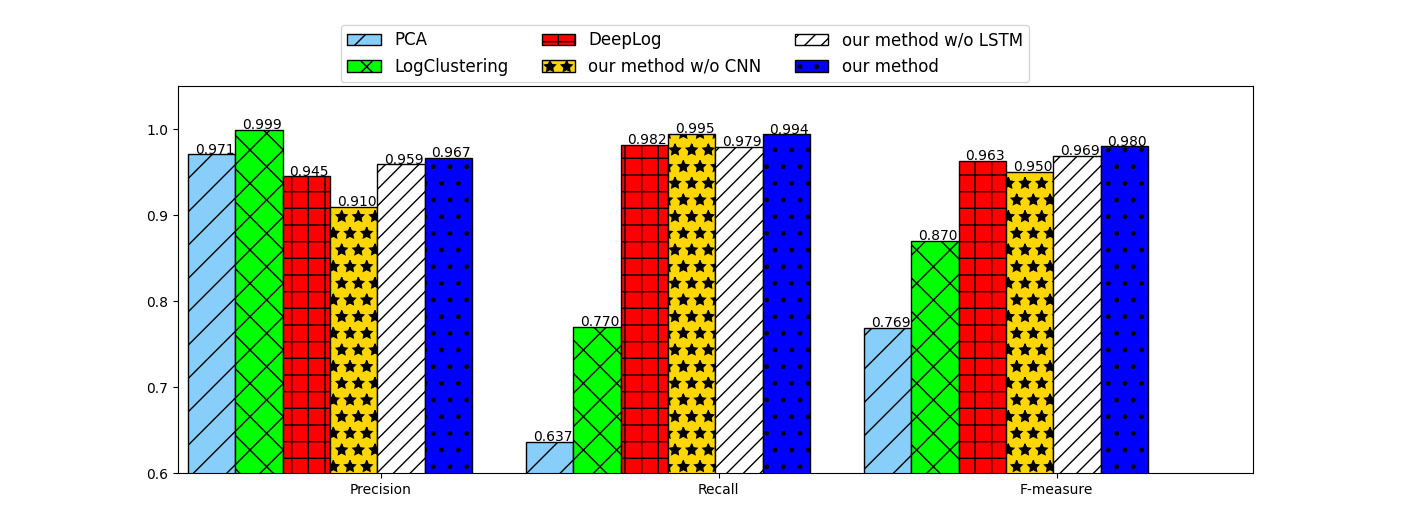 PCA DeepLog our method w/o LSTM
LogClustering our method w/o CNN our method
1.0
0.9
0.8
0.7
0.6
0.971 0.999 0.945 0.910 0.959 0.967
0.637 0.770 0.982 0.995 0.979 0.994
0.769 0.870 0.963 0.950 0.969 0.980
Precision Recall F-measure